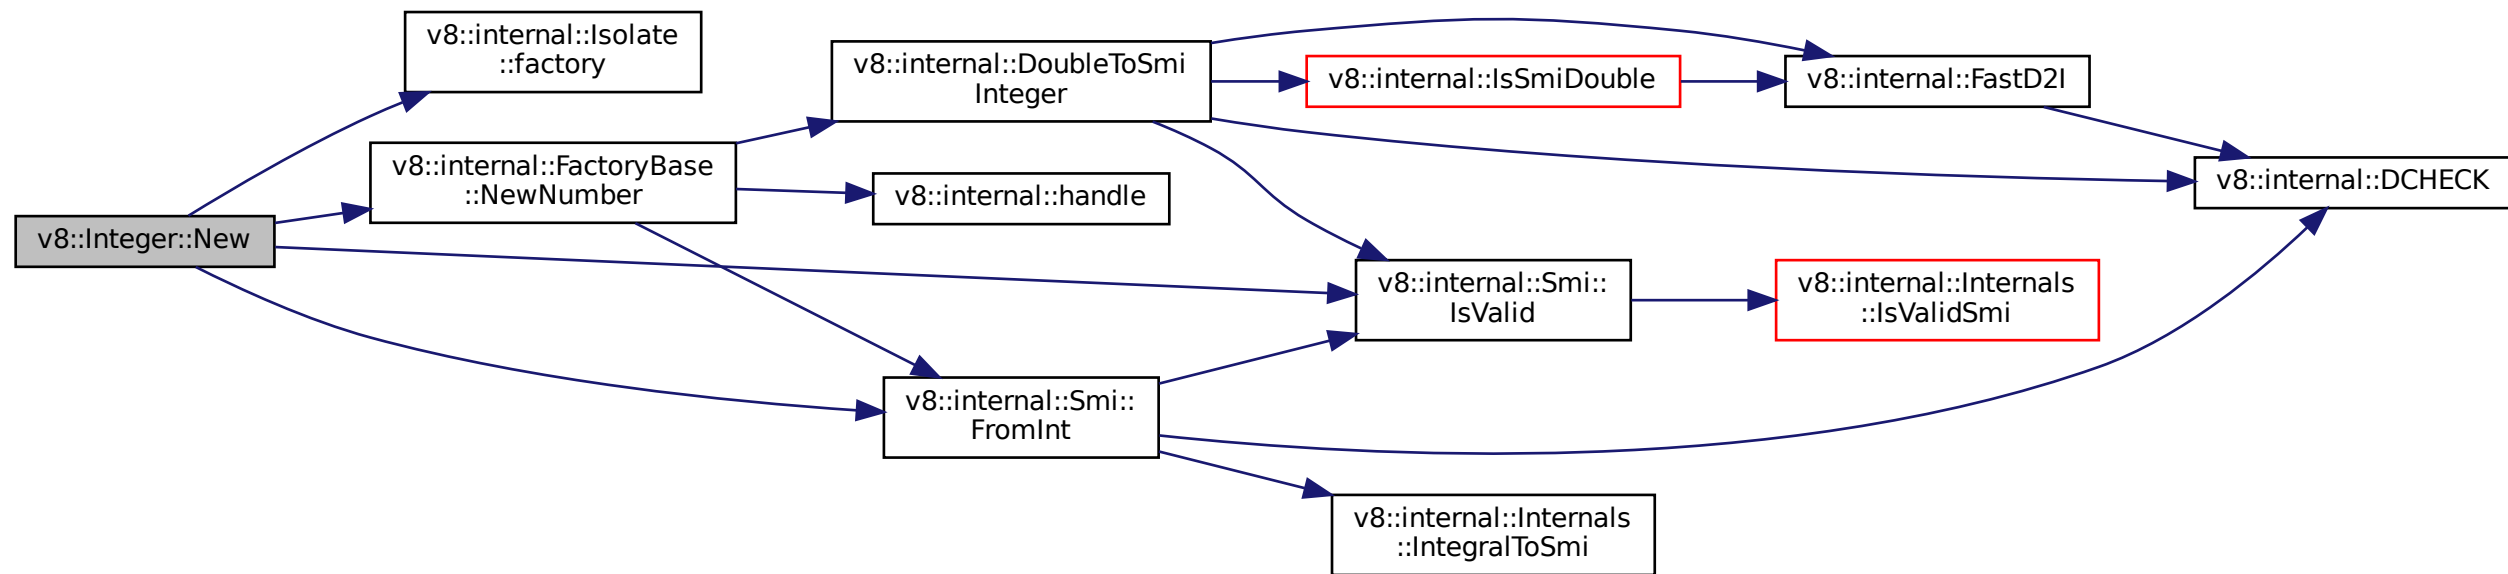 v8::internal::Isolate
::factory
v8::internal::DoubleToSmi
Integer
v8::internal::IsSmiDouble
v8::internal::FastD2I
v8::internal::FactoryBase
::NewNumber
v8::internal::handle
v8::internal::DCHECK
v8::Integer::New
v8::internal::Smi::
IsValid
v8::internal::Internals
::IsValidSmi
v8::internal::Smi::
FromInt
v8::internal::Internals
::IntegralToSmi